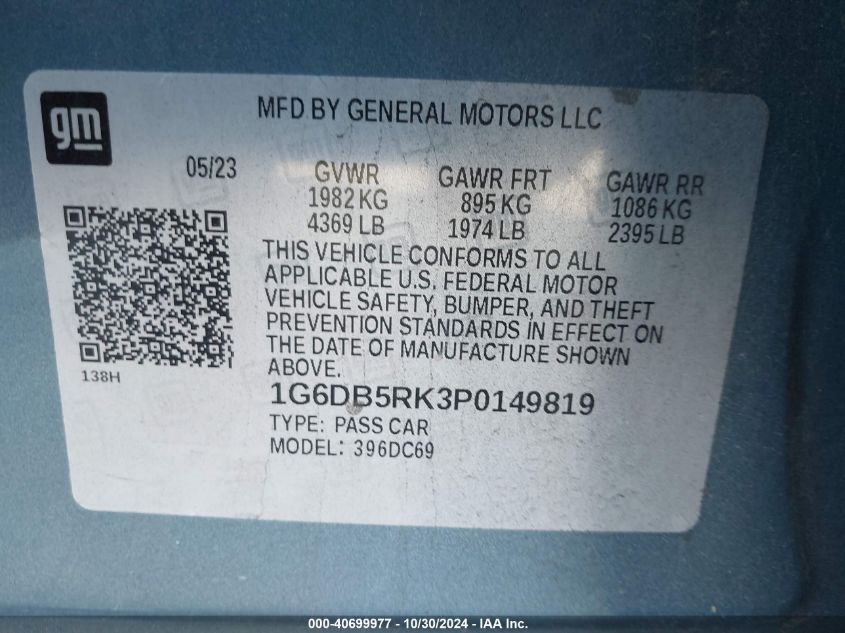 gm
MFD BY GENERAL MOTORS LLC
05/23
GVWR GAWR FRT GAWR RR
1982 KG 895 KG 1086 KG
4369 LB 1974 LB 2395 LB
THIS VEHICLE CONFORMS TO ALL
APPLICABLE U.S. FEDERAL MOTOR
VEHICLE SAFETY, BUMPER, AND THEFT
PREVENTION STANDARDS IN EFFECT ON
THE DATE OF MANUFACTURE SHOWN
ABOVE.
138H
1G6DB5RK3P0149819
TYPE: PASS CAR
MODEL: 396DC69
000-40699977 - 10/30/2024 - IAA Inc.